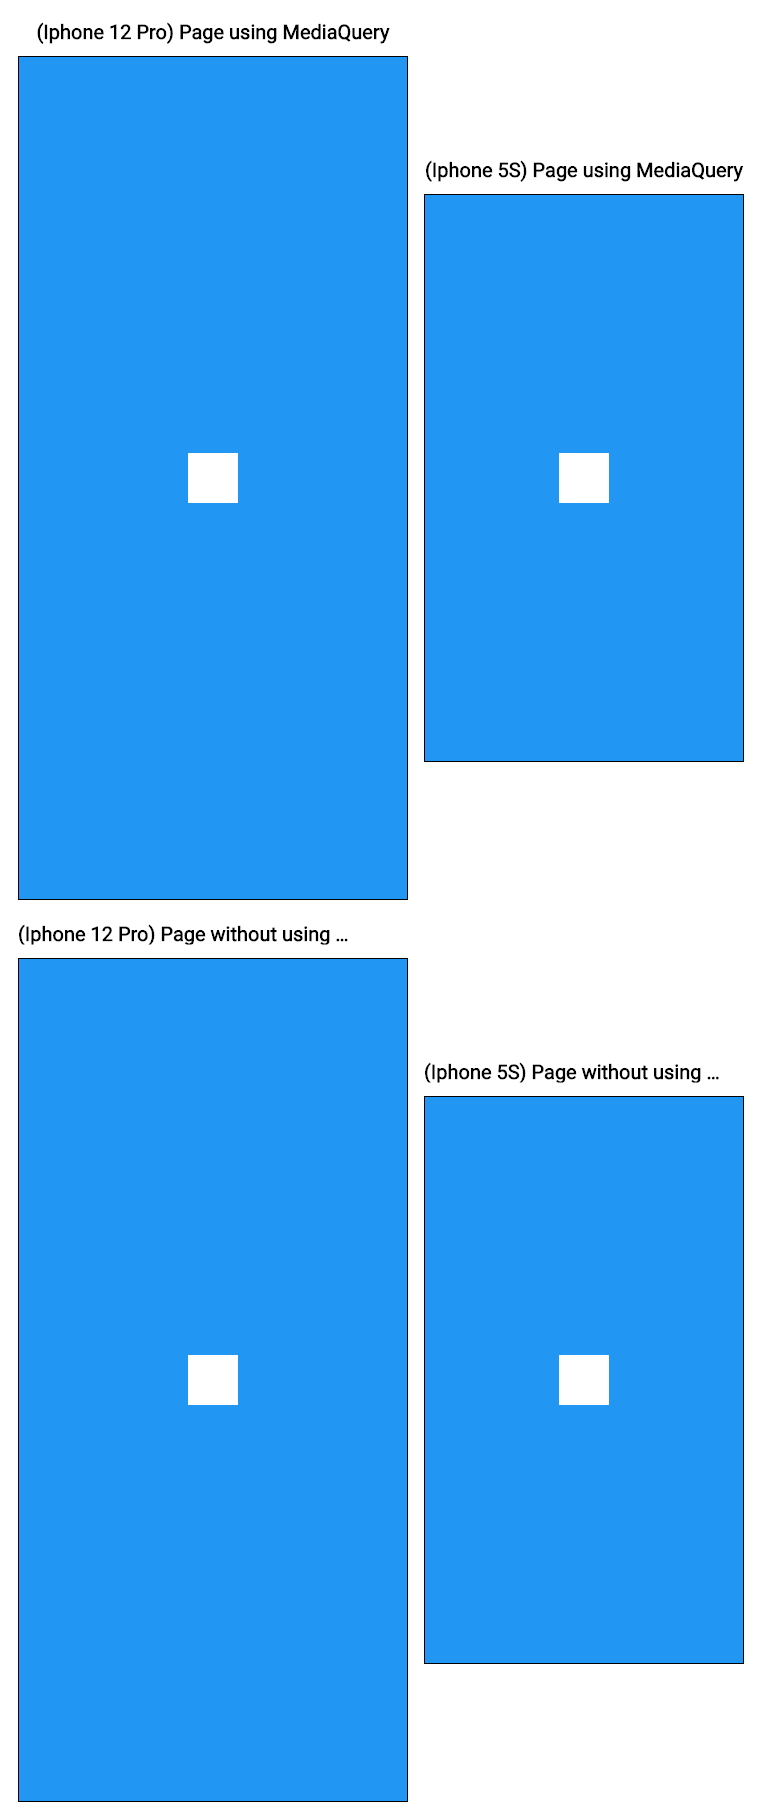 (Iphone 12 Pro) Page using MediaQuery
(Iphone 5S) Page using MediaQuery
(Iphone 12 Pro) Page without using ...
(Iphone 5S) Page without using ...